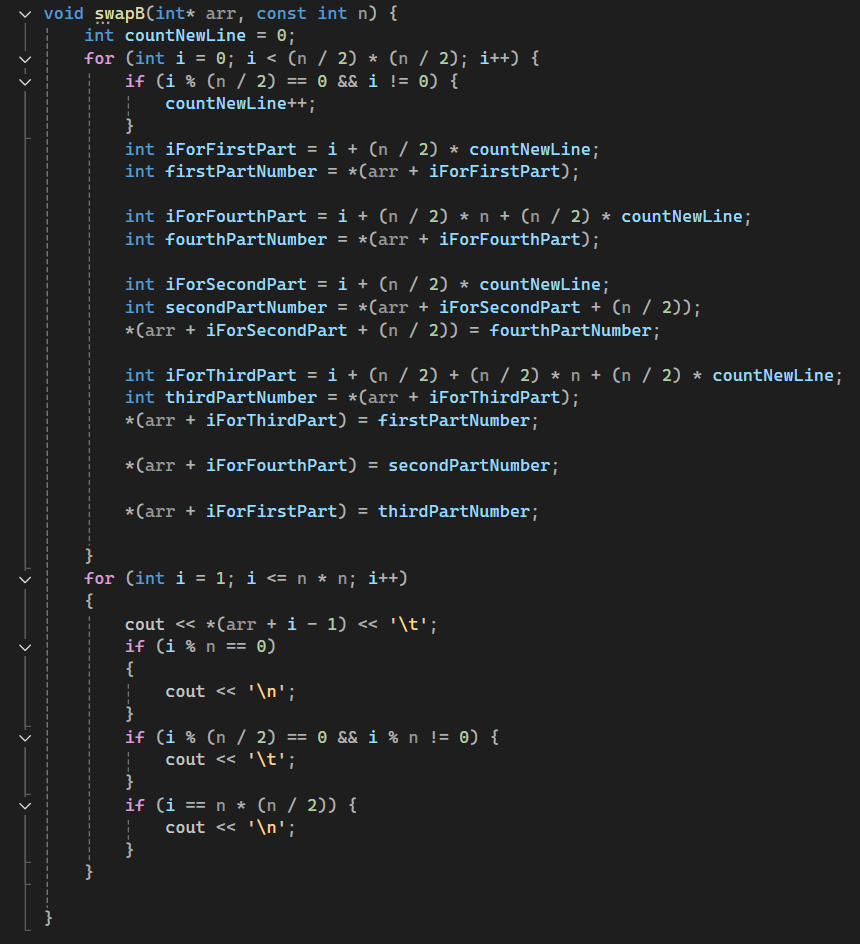 void swapB(int* arr, const int n) {
    int countNewLine = 0;
    for (int i = 0; i < (n / 2) * (n / 2); i++) {
        if (i % (n / 2) == 0 && i != 0) {
            countNewLine++;
        }
        int iForFirstPart = i + (n / 2) * countNewLine;
        int firstPartNumber = *(arr + iForFirstPart);

        int iForFourthPart = i + (n / 2) * n + (n / 2) * countNewLine;
        int fourthPartNumber = *(arr + iForFourthPart);

        int iForSecondPart = i + (n / 2) * countNewLine;
        int secondPartNumber = *(arr + iForSecondPart + (n / 2));
        *(arr + iForSecondPart + (n / 2)) = fourthPartNumber;

        int iForThirdPart = i + (n / 2) + (n / 2) * n + (n / 2) * countNewLine;
        int thirdPartNumber = *(arr + iForThirdPart);
        *(arr + iForThirdPart) = firstPartNumber;

        *(arr + iForFourthPart) = secondPartNumber;

        *(arr + iForFirstPart) = thirdPartNumber;

    }
    for (int i = 1; i <= n * n; i++)
    {
        cout << *(arr + i - 1) << '\t';
        if (i % n == 0)
        {
            cout << '\n';
        }
        if (i % (n / 2) == 0 && i % n != 0) {
            cout << '\t';
        }
        if (i == n * (n / 2)) {
            cout << '\n';
        }
    }

}